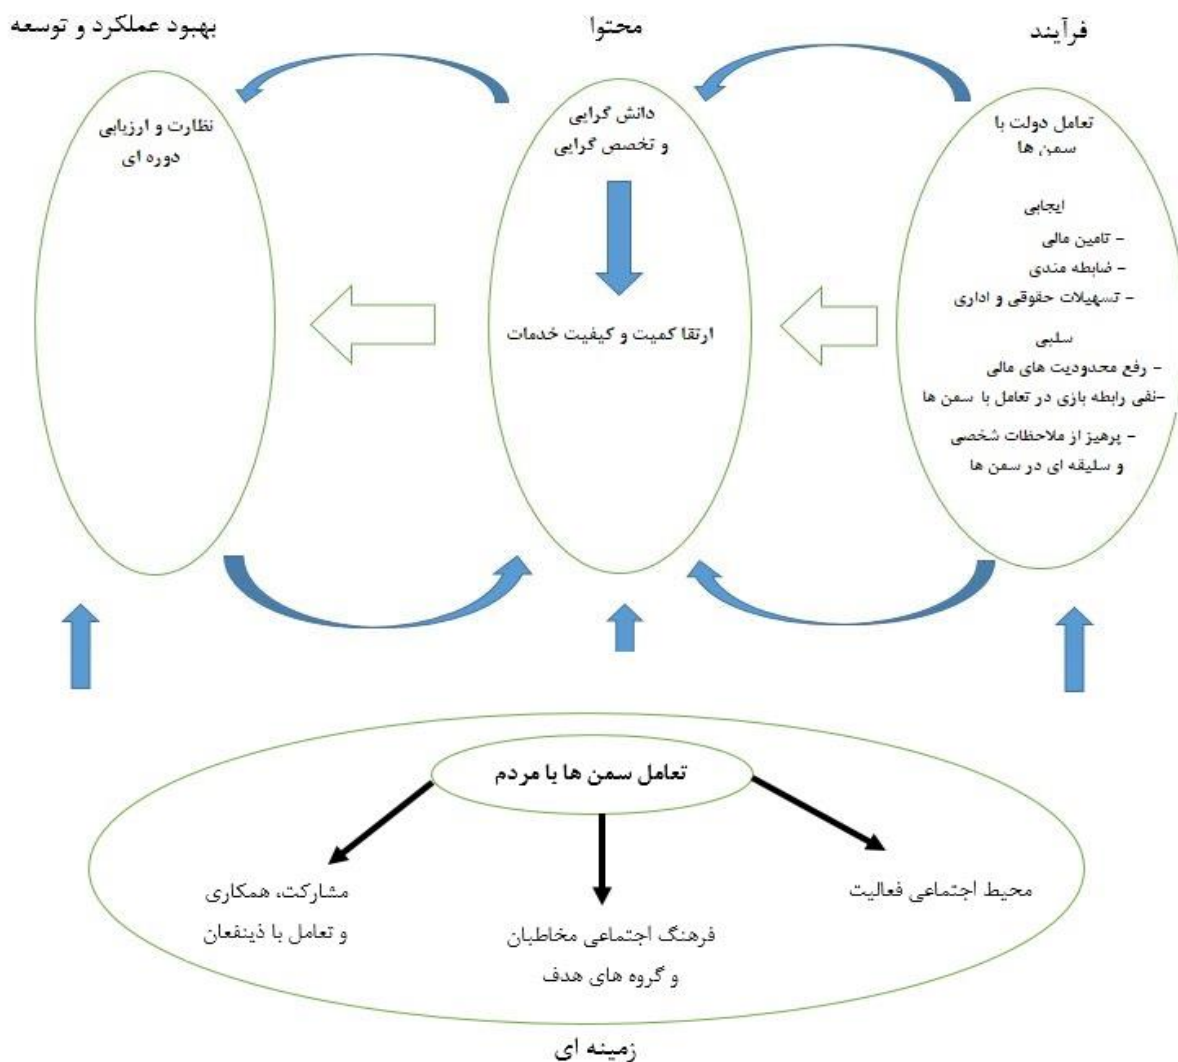 فرآیند
محتوا
بهبود عملکرد و توسعه
تعامل دولت با
سمن ها
ایجابی
- تامین مالی
- ضابطه مندی
- تسهیلات حقوقی و اداری
سلبی
- رفع محدودیت های مالی
-نفی رابطه بازی در تعامل با سمن ها
- پرهیز از ملاحظات شخصی
و سلیقه ای در سمن ها
دانش گرایی
و تخصص گرایی
ارتقا کمیت و کیفیت خدمات
نظارت و ارزیابی
دوره ای
تعامل سمن ها با مردم
محیط اجتماعی فعالیت
فرهنگ اجتماعی مخاطبان
و گروه های هدف
مشارکت، همکاری
و تعامل با ذینفعان
زمینه ای